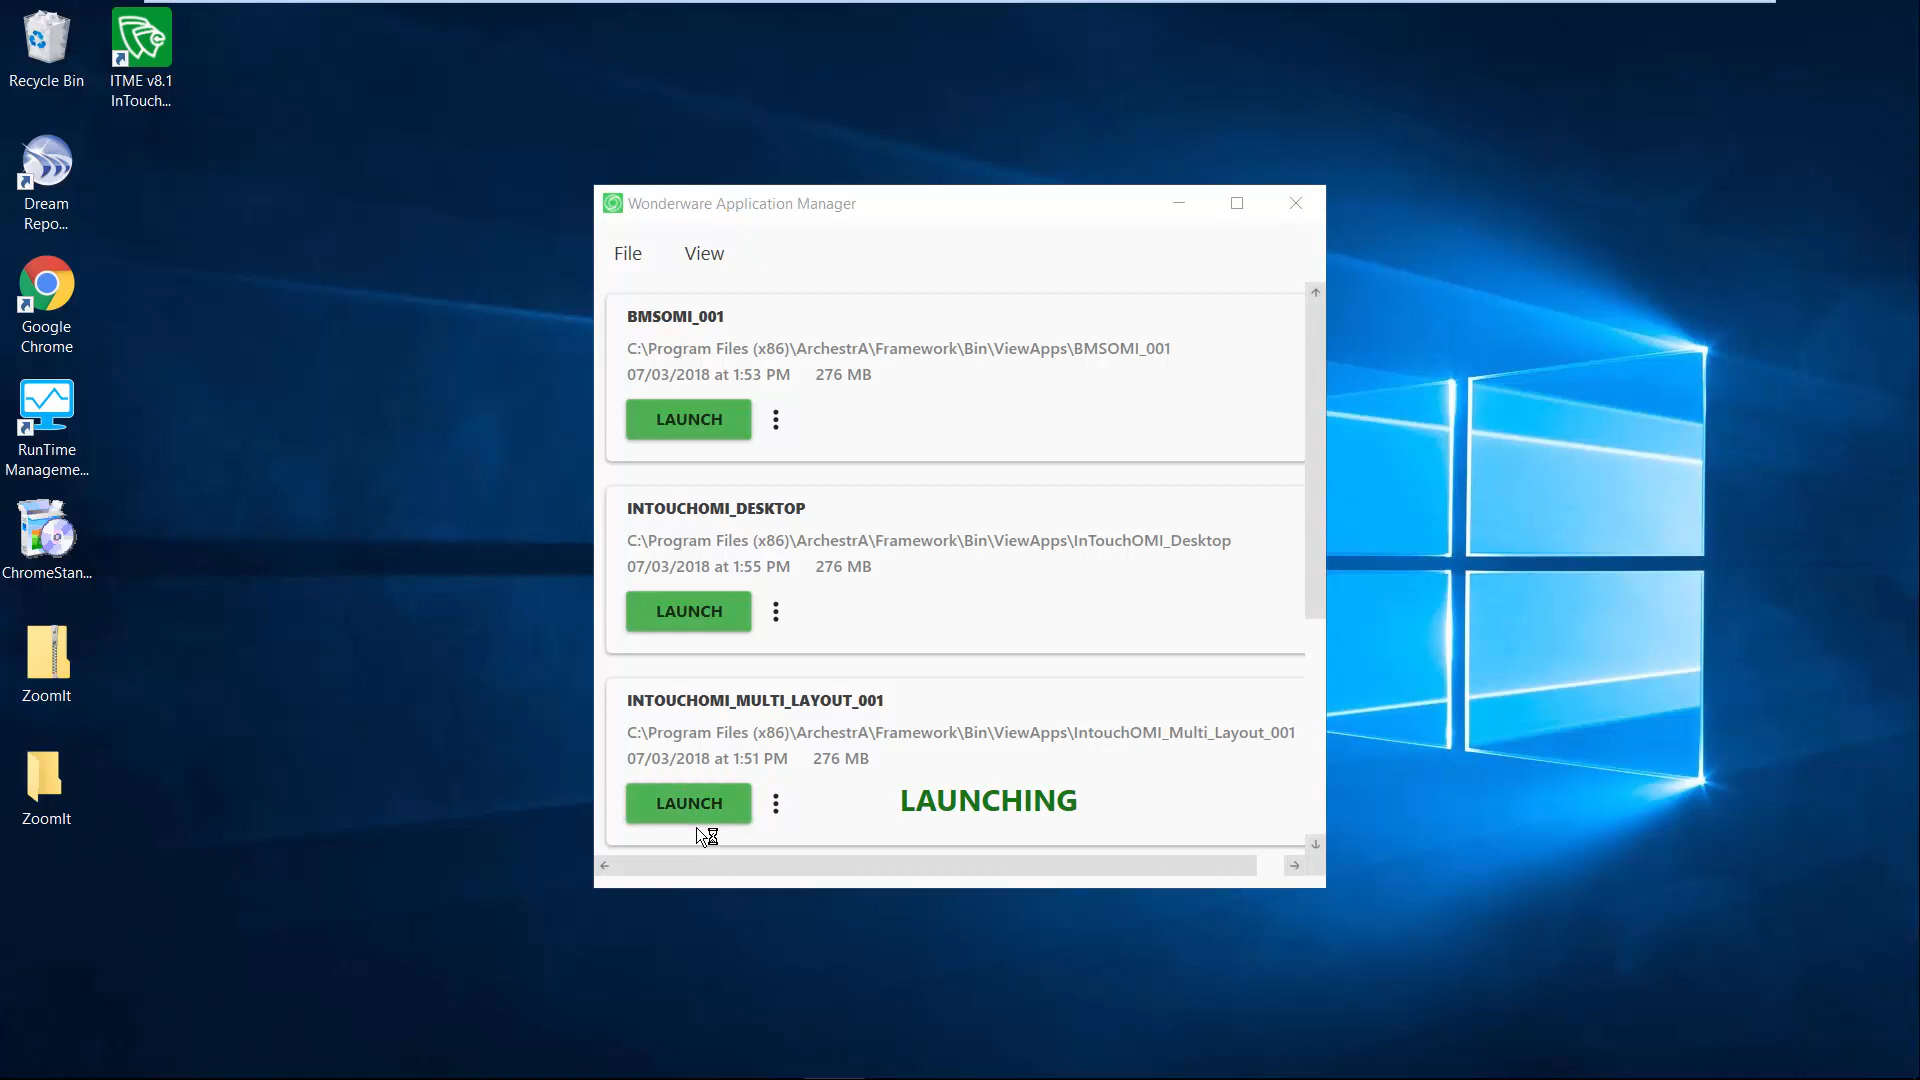 Recycle Bin
ITME v8.1
InTouch...
Dream
Repo...
Google
Chrome
RunTime
Manageme...
ChromeStan...
ZoomIt
ZoomIt
Wonderware Application Manager
File View
BMSOMI_001
C:\Program Files (x86)\ArchestrA\Framework\Bin\ViewApps\BMSOMI_001
07/03/2018 at 1:53 PM 276 MB
LAUNCH
INTOUCHOMI_DESKTOP
C:\Program Files (x86)\ArchestrA\Framework\Bin\ViewApps\InTouchOMI_Desktop
07/03/2018 at 1:55 PM 276 MB
LAUNCH
INTOUCHOMI_MULTI_LAYOUT_001
C:\Program Files (x86)\ArchestrA\Framework\Bin\ViewApps\IntouchOMI_Multi_Layout_001
07/03/2018 at 1:51 PM 276 MB
LAUNCH LAUNCHING